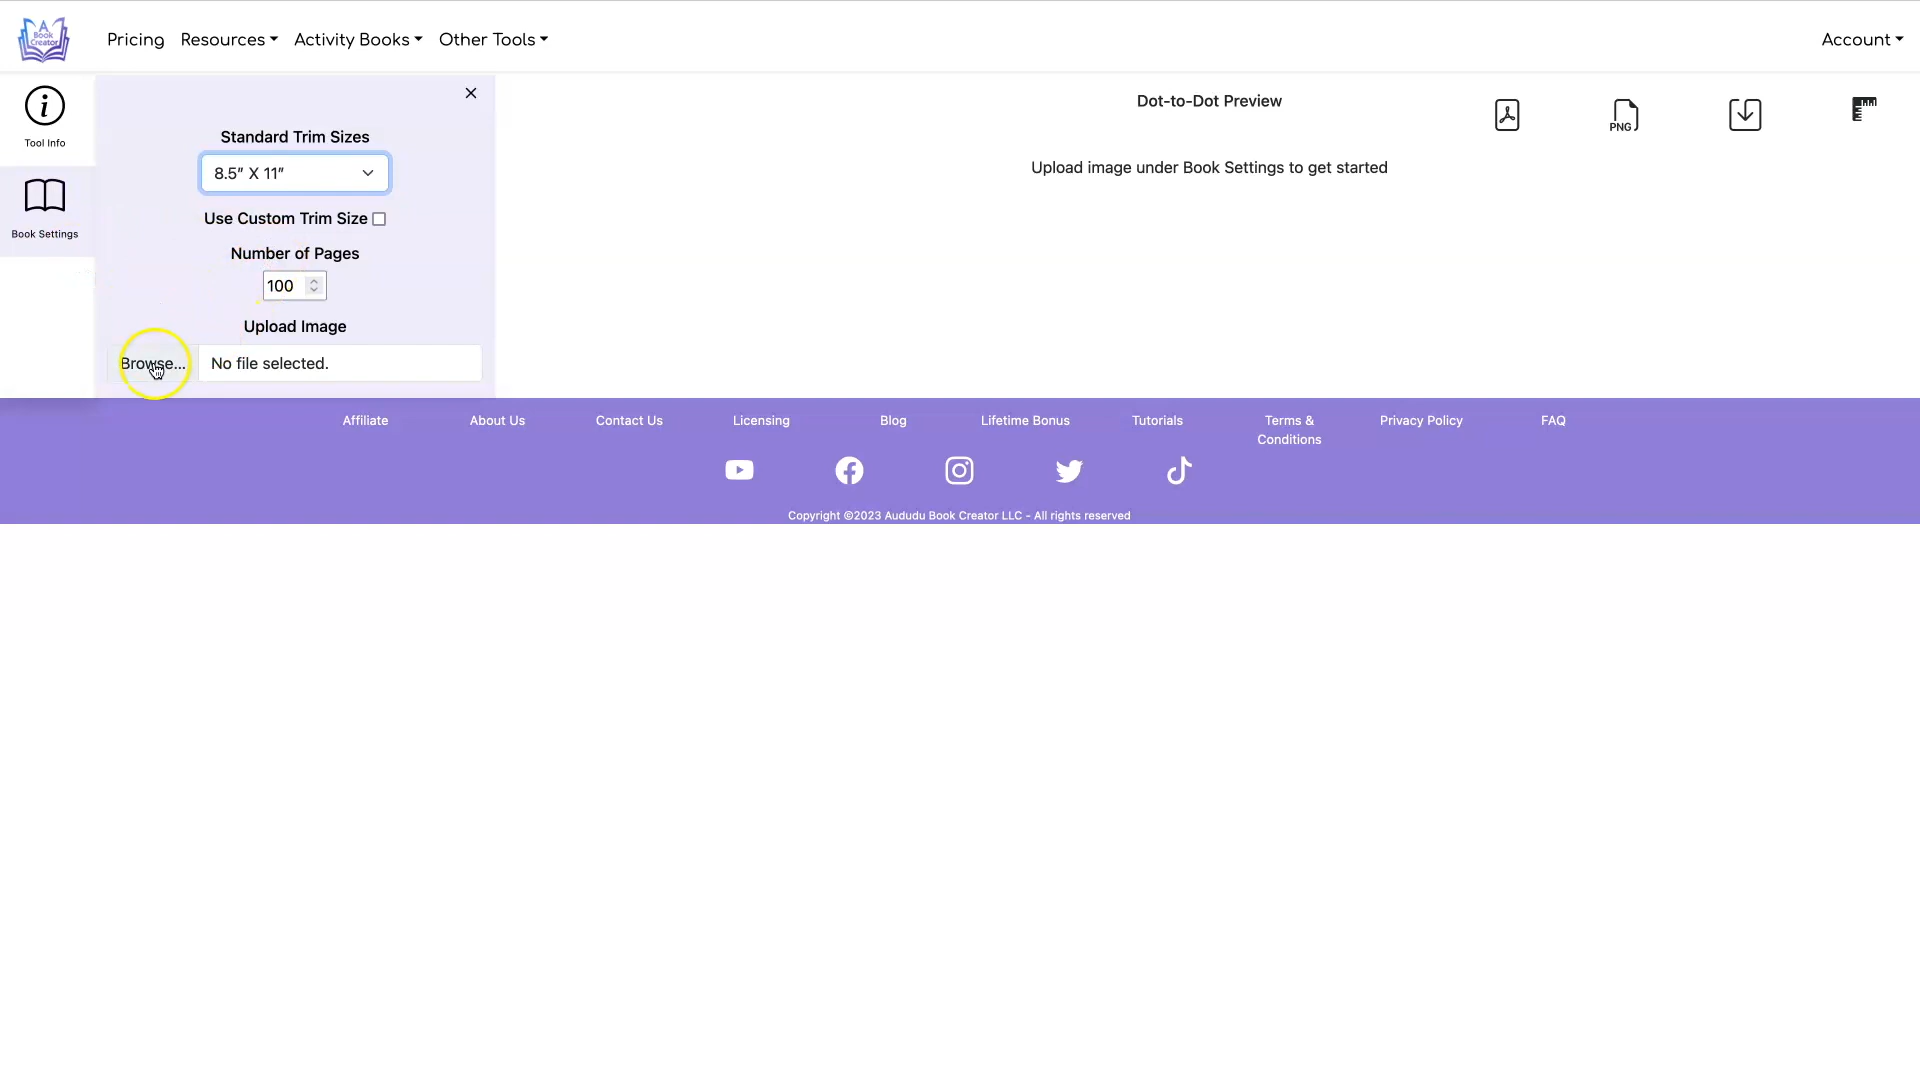 A
Book
Creator
Pricing
Resources
Activity Books
Other Tools
Account
Tool Info
Book Settings
Standard Trim Sizes
8.5" X 11"
Use Custom Trim Size
Number of Pages
100
Upload Image
Browse...
No file selected.
Dot-to-Dot Preview
PNG
Upload image under Book Settings to get started
Affiliate
About Us
Contact Us
Licensing
Blog
Lifetime Bonus
Tutorials
Terms &
Conditions
Privacy Policy
FAQ
Copyright ©2023 Aududu Book Creator LLC - All rights reserved